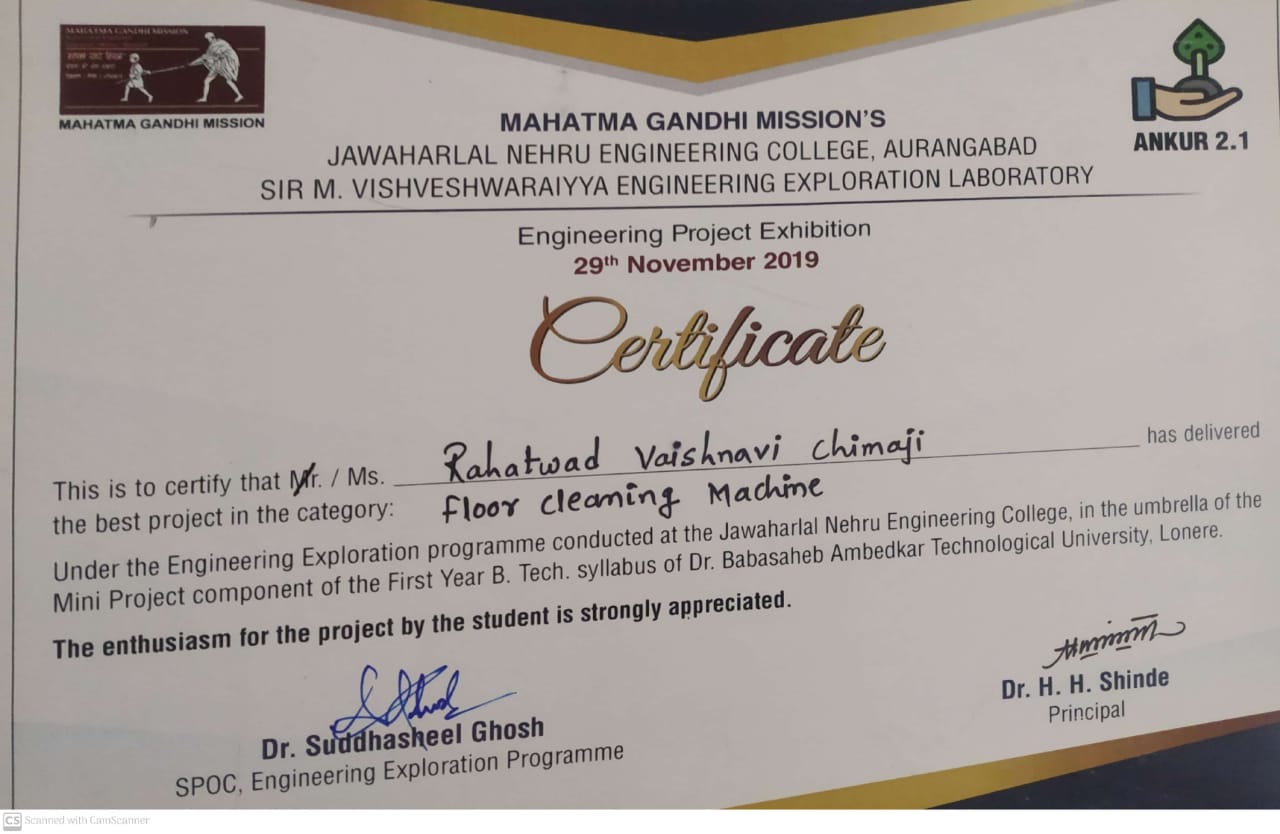 MAHATMA GANDHI MISSION
MAHATMA GANDHI MISSION
ANKUR 2.1
MAHATMA GANDHI MISSION'S
JAWAHARLAL NEHRU ENGINEERING COLLEGE, AURANGABAD
SIR M. VISHVESHWARAIYYA ENGINEERING EXPLORATION LABORATORY
Engineering Project Exhibition
29th November 2019
Certificate
This is to certify that Mr. / Ms. Rahatwad Vaishnavi Chimaji has delivered
the best project in the category: Floor cleaning Machine
Under the Engineering Exploration programme conducted at the Jawaharlal Nehru Engineering College, in the umbrella of the
Mini Project component of the First Year B. Tech. syllabus of Dr. Babasaheb Ambedkar Technological University, Lonere.
The enthusiasm for the project by the student is strongly appreciated.
Dr. Suddhasheel Ghosh
SPOC, Engineering Exploration Programme
Dr. H. H. Shinde
Principal
CS Scanned with CamScanner